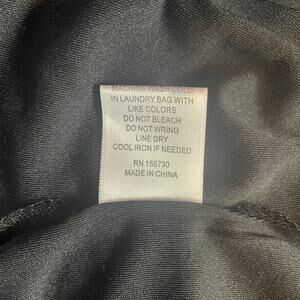 MACHINE WASH COLD
IN LAUNDRY BAG WITH
LIKE COLORS
DO NOT BLEACH
DO NOT WRING
LINE DRY
COOL IRON IF NEEDED
RN 156730
MADE IN CHINA